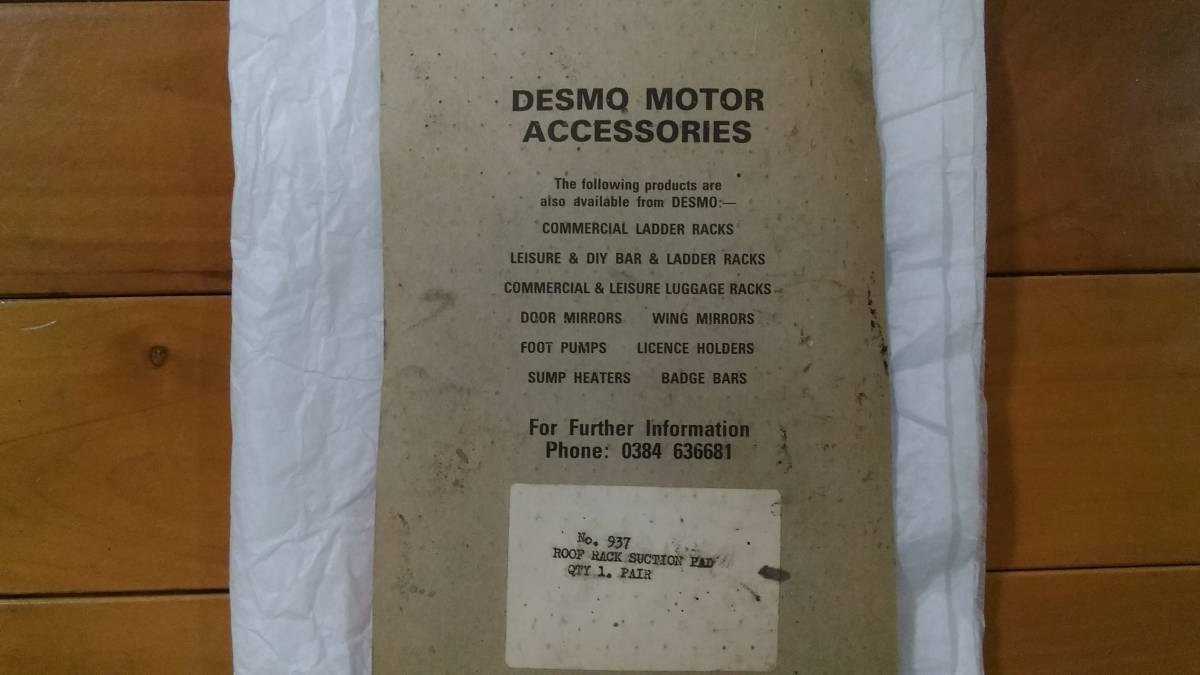 DESMO MOTOR
ACCESSORIES
The following products are
also available from DESMO:—
COMMERCIAL LADDER RACKS
LEISURE & DIY BAR & LADDER RACKS
COMMERCIAL & LEISURE LUGGAGE RACKS
DOOR MIRRORS WING MIRRORS
FOOT PUMPS LICENCE HOLDERS
SUMP HEATERS BADGE BARS
For Further Information
Phone: 0384 636681
No. 937
ROOF RACK SUCTION PAD
QTY 1. PAIR